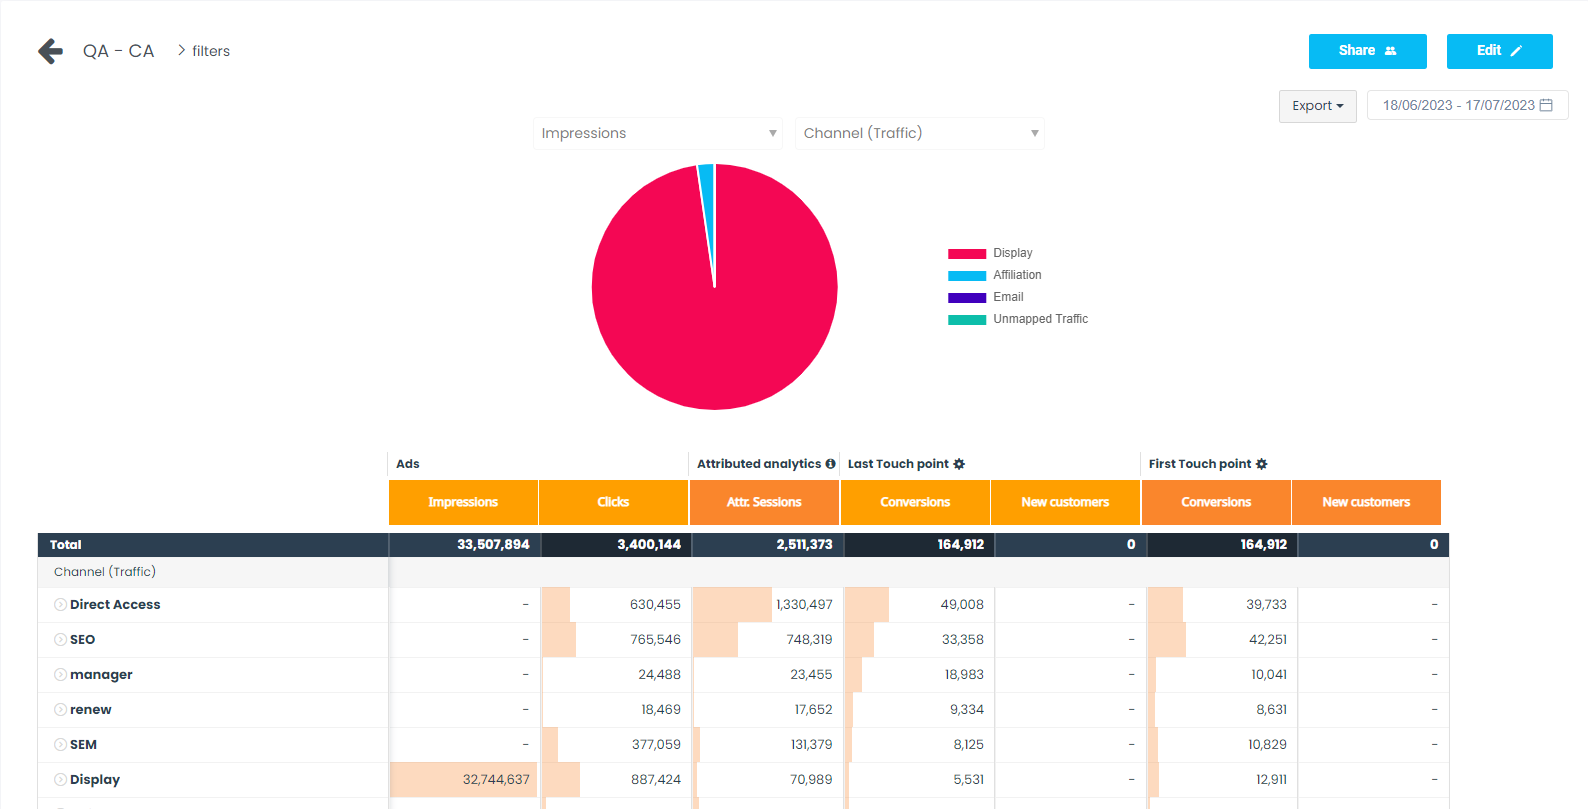 QA - CA > filters
Share
Edit
Export
18/06/2023 - 17/07/2023
Impressions
Channel (Traffic)
Display
Affiliation
Email
Unmapped Traffic
Ads Attributed analytics Last Touch point First Touch point
Impressions Clicks Attr. Sessions Conversions New customers Conversions New customers
Total 33,507,894 3,400,144 2,511,373 164,912 0 164,912 0
Channel (Traffic)
Direct Access - 630,455 1,330,497 49,008 - 39,733 -
SEO - 765,546 748,319 33,358 - 42,251 -
manager - 24,488 23,455 18,983 - 10,041 -
renew - 18,469 17,652 9,334 - 8,631 -
SEM - 377,059 131,379 8,125 - 10,829 -
Display 32,744,637 887,424 70,989 5,531 - 12,911 -